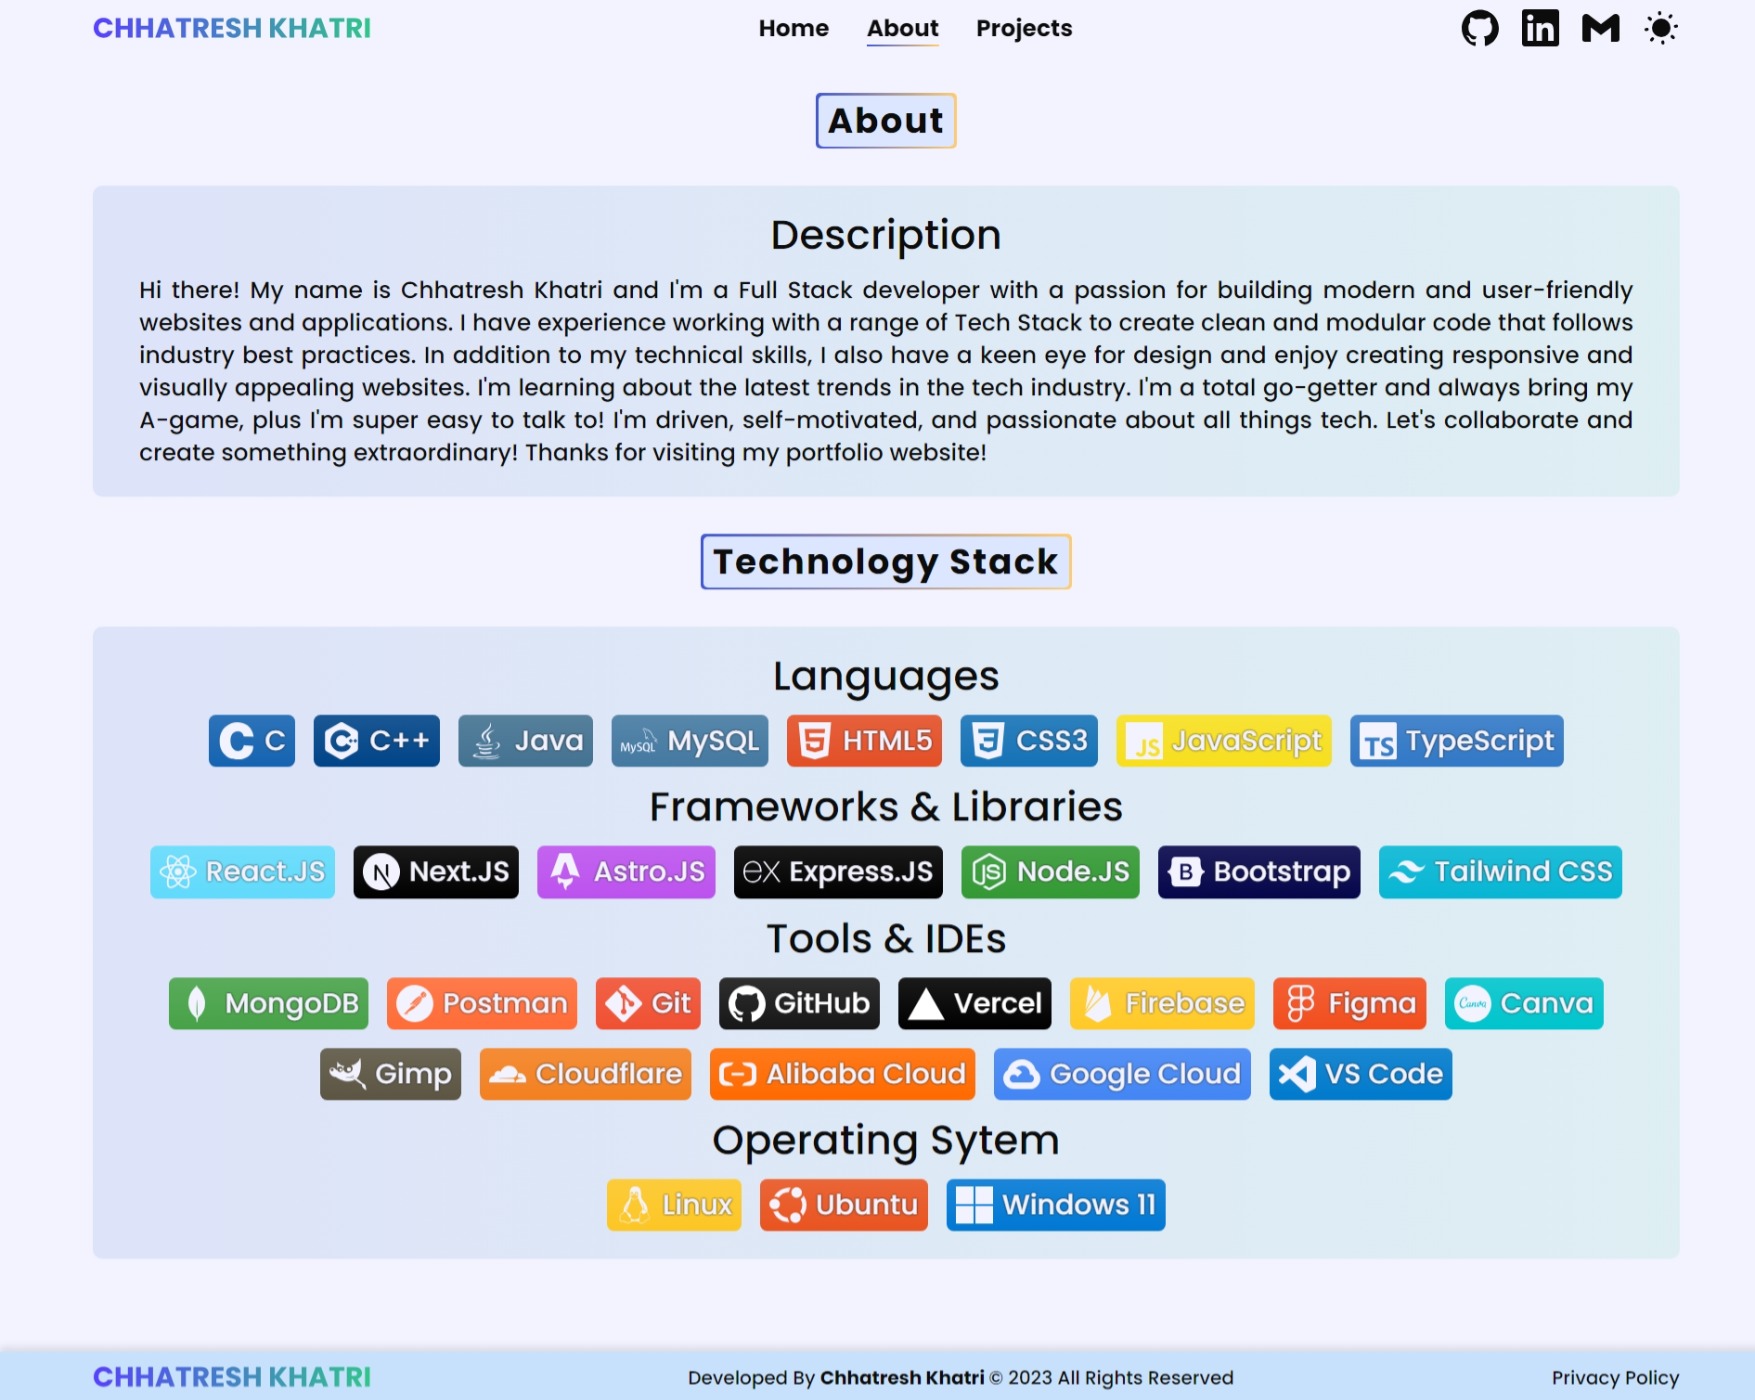 CHHATRESH KHATRI Home About Projects
About
Description
Hi there! My name is Chhatresh Khatri and I'm a Full Stack developer with a passion for building modern and user-friendly
websites and applications. I have experience working with a range of Tech Stack to create clean and modular code that follows
industry best practices. In addition to my technical skills, I also have a keen eye for design and enjoy creating responsive and
visually appealing websites. I'm learning about the latest trends in the tech industry. I'm a total go-getter and always bring my
A-game, plus I'm super easy to talk to! I'm driven, self-motivated, and passionate about all things tech. Let's collaborate and
create something extraordinary! Thanks for visiting my portfolio website!
Technology Stack
Languages
C C++ Java MySQL MySQL HTML5 CSS3 JS JavaScript TS TypeScript
Frameworks & Libraries
React.JS N Next.JS Astro.JS ex Express.JS JS Node.JS B Bootstrap Tailwind CSS
Tools & IDEs
MongoDB Postman Git GitHub Vercel Firebase Figma Canva Canva
Gimp Cloudflare Alibaba Cloud Google Cloud VS Code
Operating Sytem
Linux Ubuntu Windows 11
CHHATRESH KHATRI Developed By Chhatresh Khatri © 2023 All Rights Reserved Privacy Policy